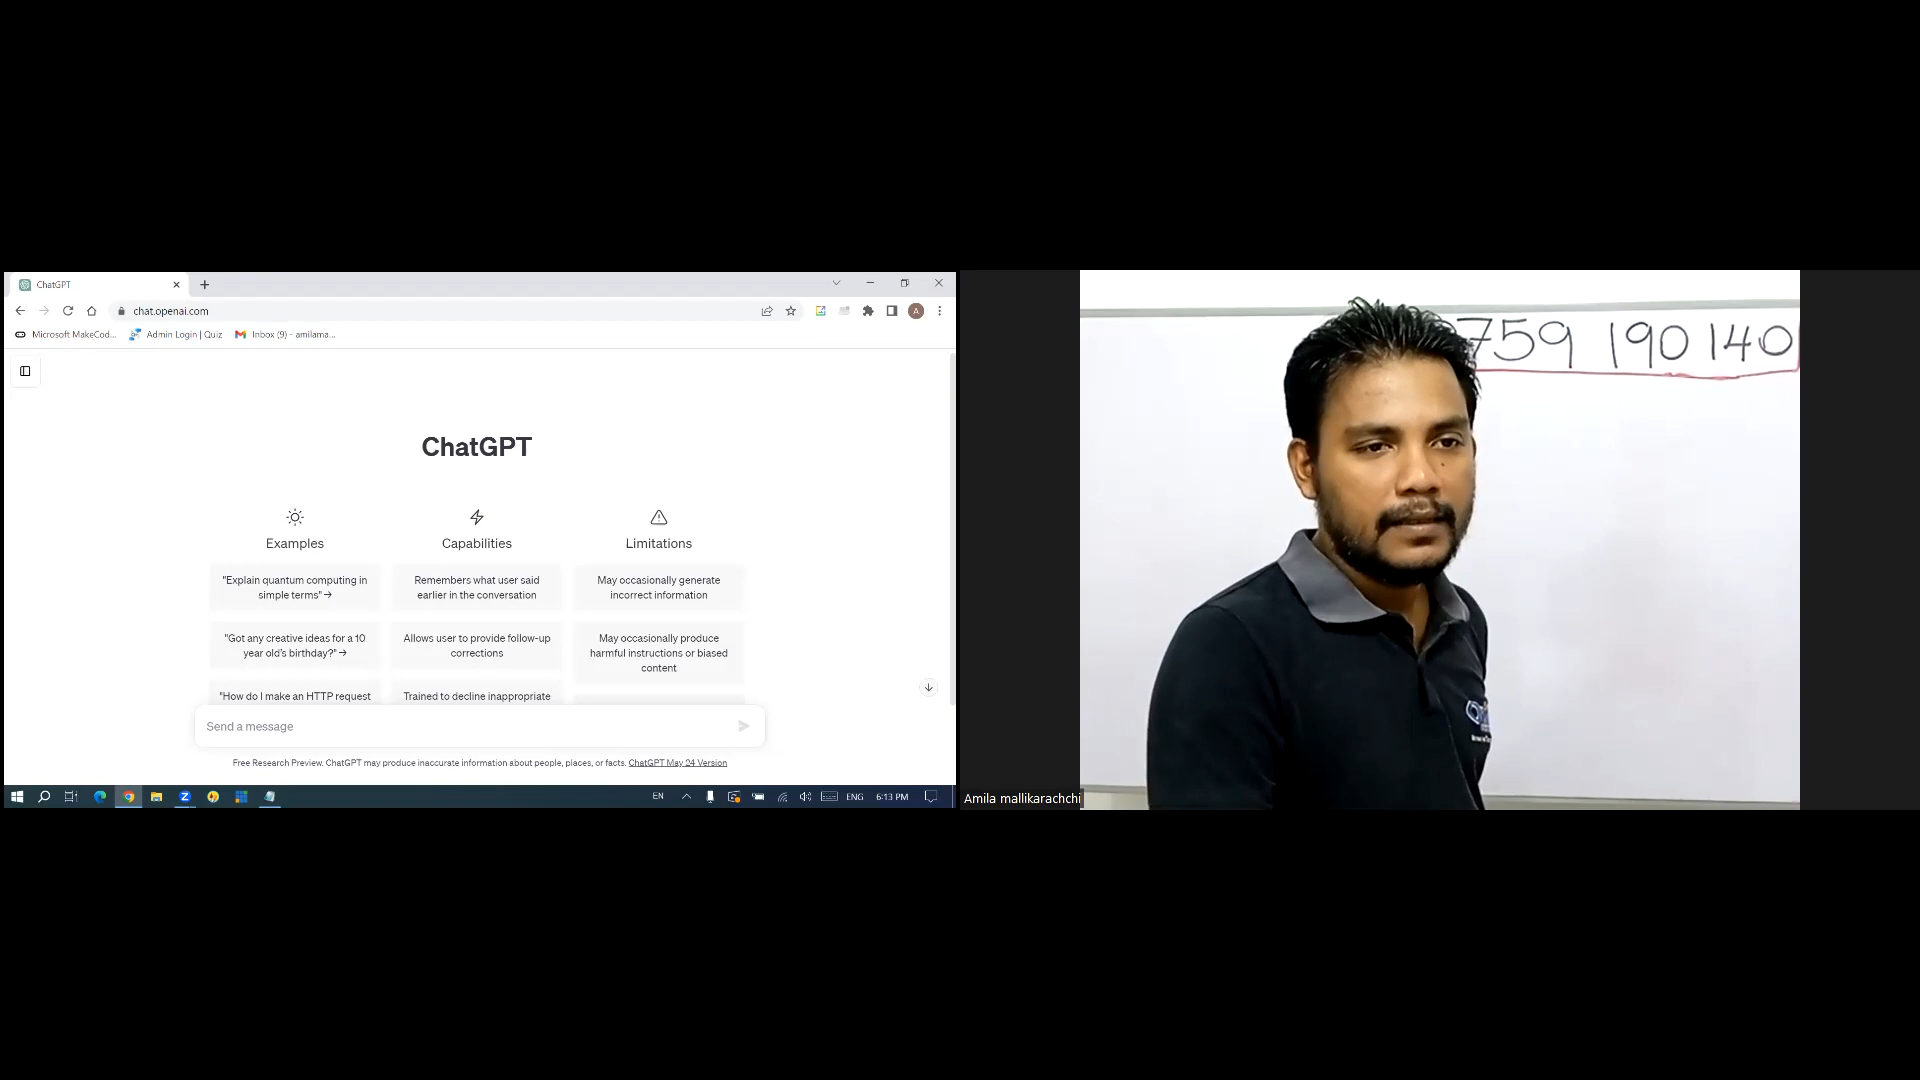 ChatGPT
chat.openai.com
Microsoft MakeCod...
Admin Login | Quiz
Inbox (9) - amilama...
ChatGPT
Examples
Capabilities
Limitations
"Explain quantum computing in
simple terms" →
Remembers what user said
earlier in the conversation
May occasionally generate
incorrect information
"Got any creative ideas for a 10
year old's birthday?" →
Allows user to provide follow-up
corrections
May occasionally produce
harmful instructions or biased
content
"How do I make an HTTP request
Trained to decline inappropriate
Send a message
Free Research Preview. ChatGPT may produce inaccurate information about people, places, or facts. ChatGPT May 24 Version
EN
ENG
6:13 PM
759 190 140
Amila mallikarachchi